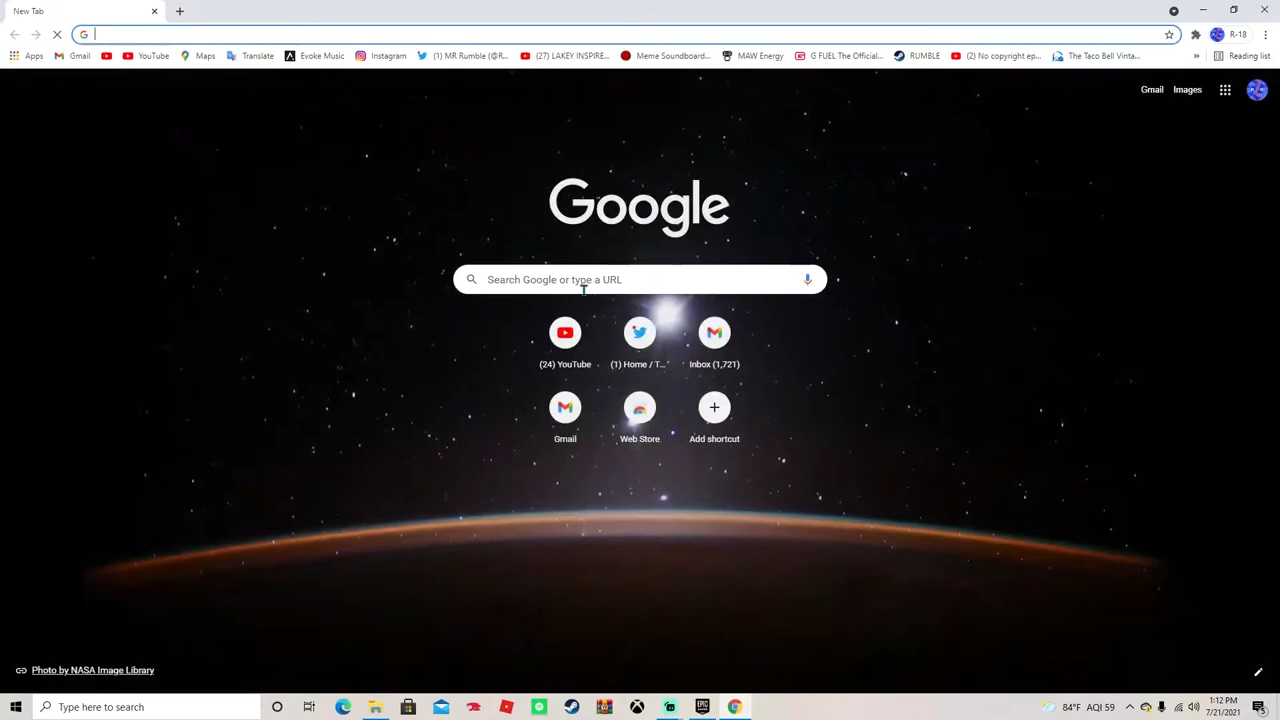 New Tab
Apps Gmail YouTube Maps Translate Evoke Music Instagram (1) MR Rumble (@R... (27) LAKEY INSPIRE... Meme Soundboard... MAW Energy G FUEL The Official... RUMBLE (2) No copyright ep... The Taco Bell Vinta... » Reading list
R-18
Gmail Images
Google
Search Google or type a URL
(24) YouTube (1) Home / T... Inbox (1,721)
Gmail Web Store Add shortcut
Photo by NASA Image Library
Type here to search
EPIC
84°F AQI 59
1:12 PM
7/21/2021